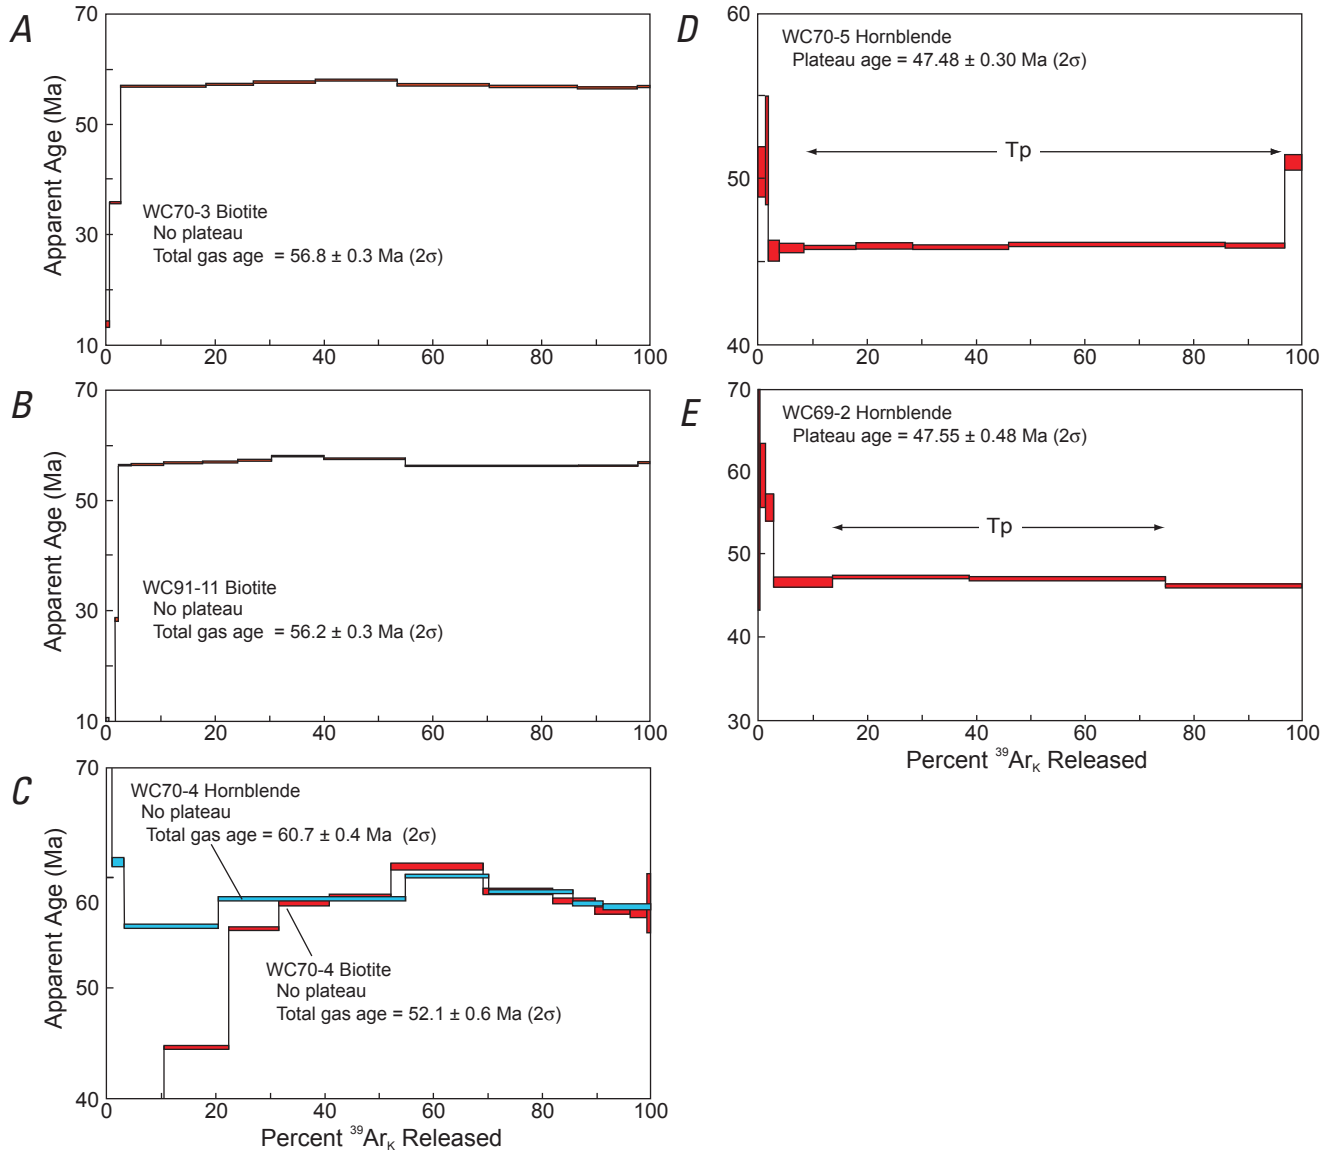 A
70
50
30
10
Apparent Age (Ma)
WC70-3 Biotite
No plateau
Total gas age = 56.8 ± 0.3 Ma (2σ)
0 20 40 60 80 100
B
70
50
30
10
Apparent Age (Ma)
WC91-11 Biotite
No plateau
Total gas age = 56.2 ± 0.3 Ma (2σ)
0 20 40 60 80 100
C
70
60
50
40
Apparent Age (Ma)
WC70-4 Hornblende
No plateau
Total gas age = 60.7 ± 0.4 Ma (2σ)
WC70-4 Biotite
No plateau
Total gas age = 52.1 ± 0.6 Ma (2σ)
0 20 40 60 80 100
Percent ³⁹Arₖ Released
D
60
50
40
WC70-5 Hornblende
Plateau age = 47.48 ± 0.30 Ma (2σ)
Tp
0 20 40 60 80 100
E
70
60
50
40
30
WC69-2 Hornblende
Plateau age = 47.55 ± 0.48 Ma (2σ)
Tp
0 20 40 60 80 100
Percent ³⁹Arₖ Released